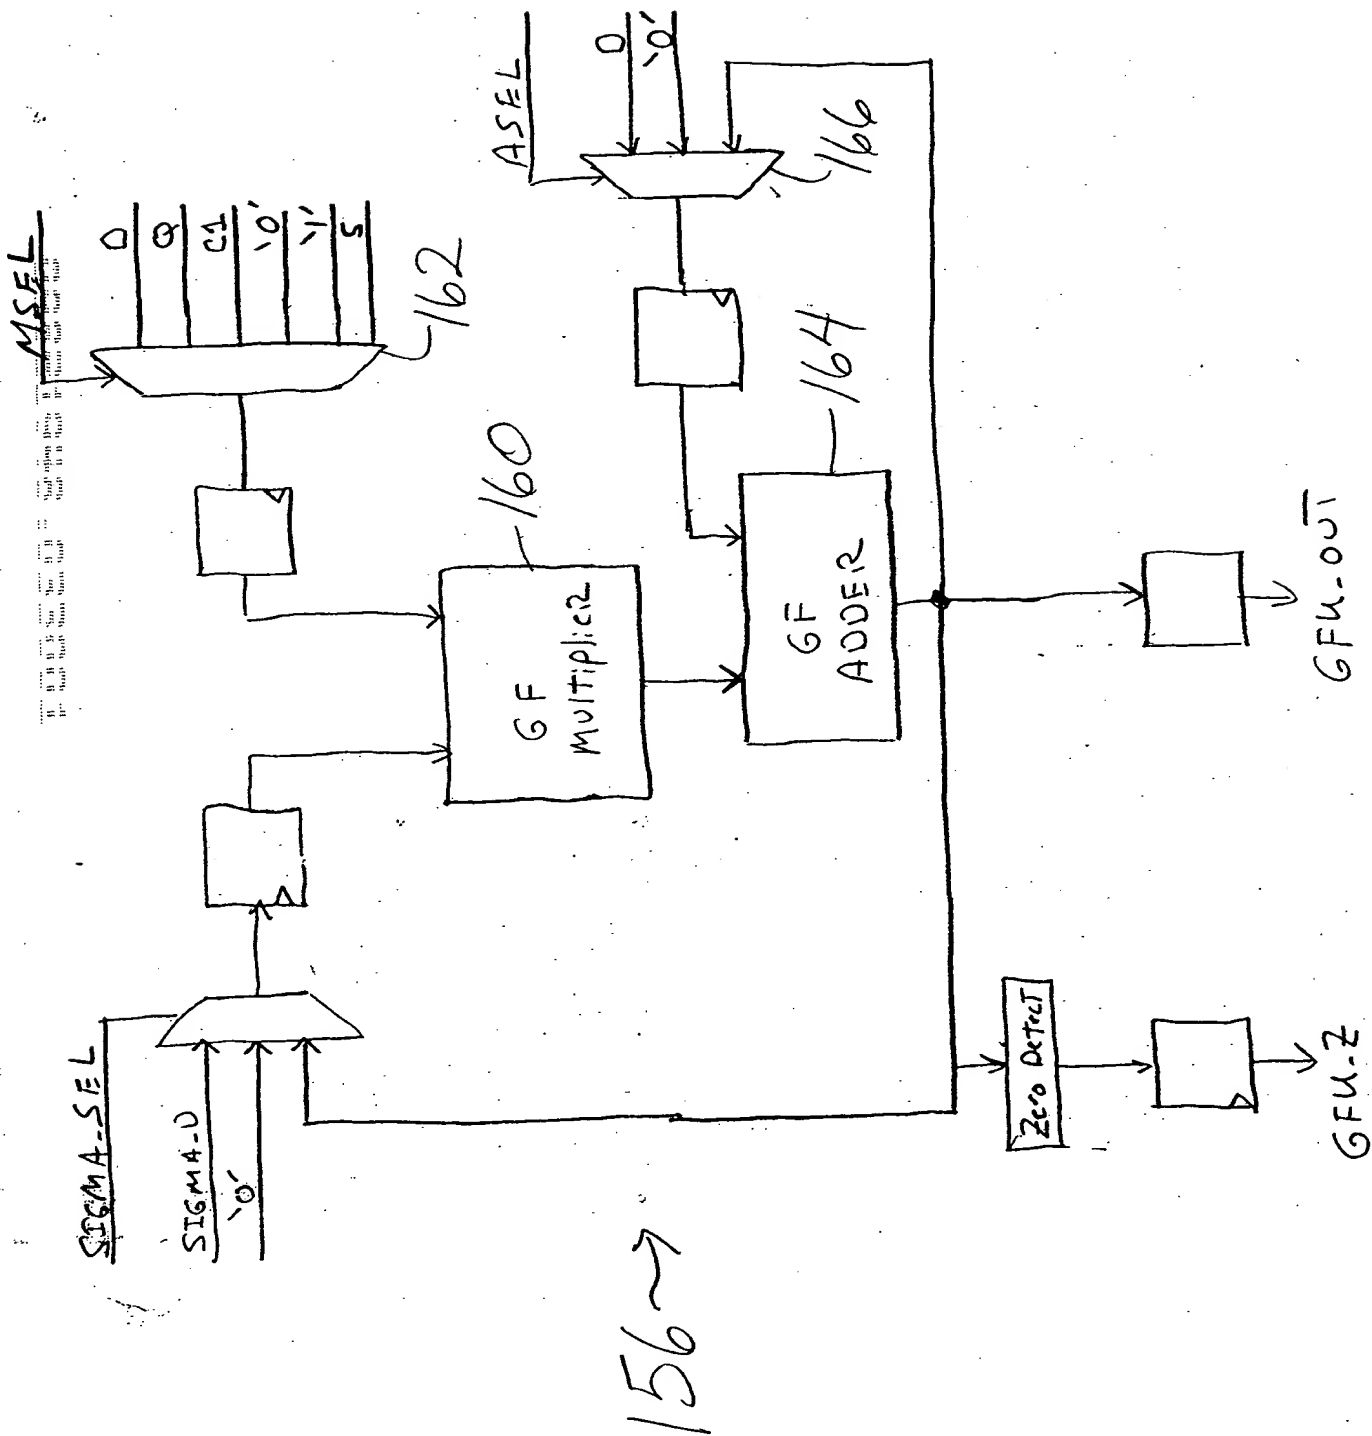 MSEL
D
Q
C1
'0'
'1'
S
162
ASEL
D
'0'
166
SIGMA_SEL
SIGMA_D
'0'
160
GF
MULTIPLIER
164
GF
ADDER
Zero Detect
GFU_OUT
GFU_Z
156